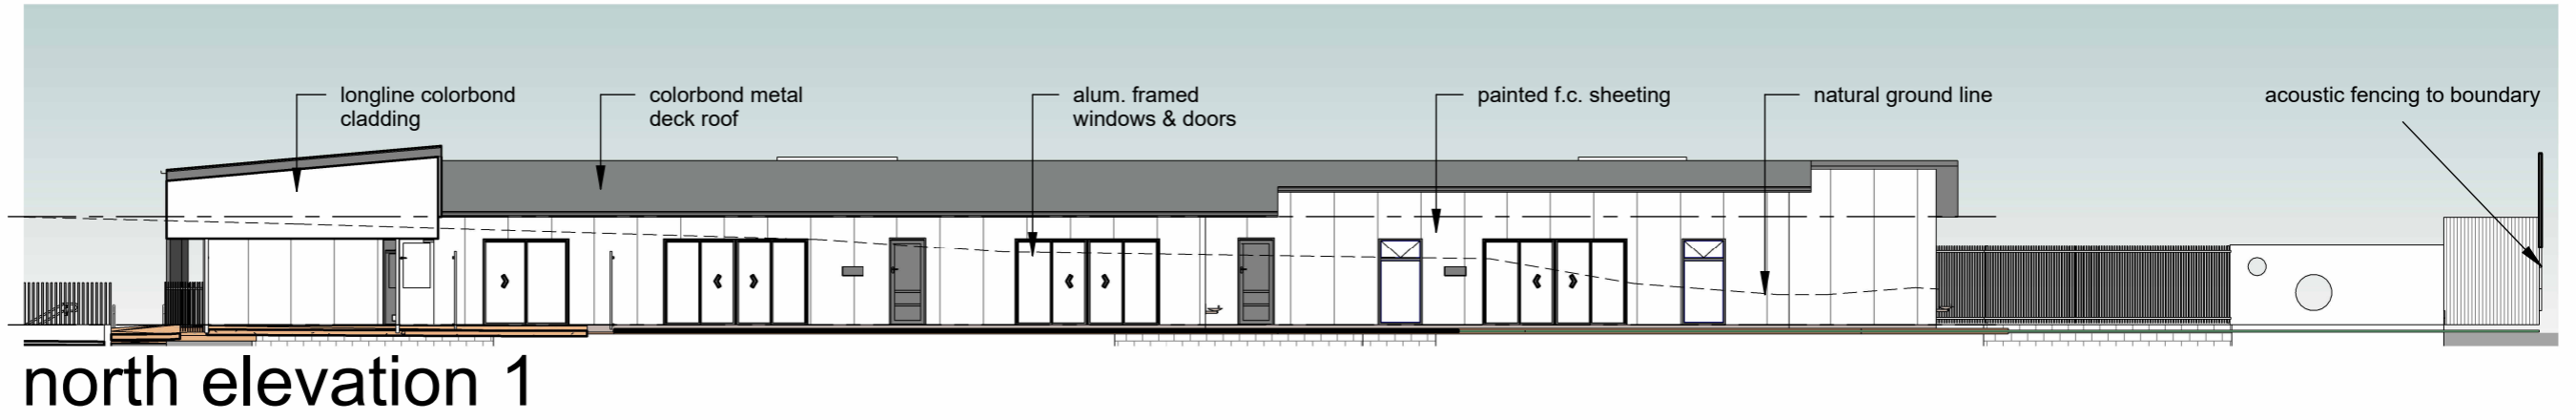 longline colorbond
cladding
colorbond metal
deck roof
alum. framed
windows & doors
painted f.c. sheeting
natural ground line
acoustic fencing to boundary
north elevation 1